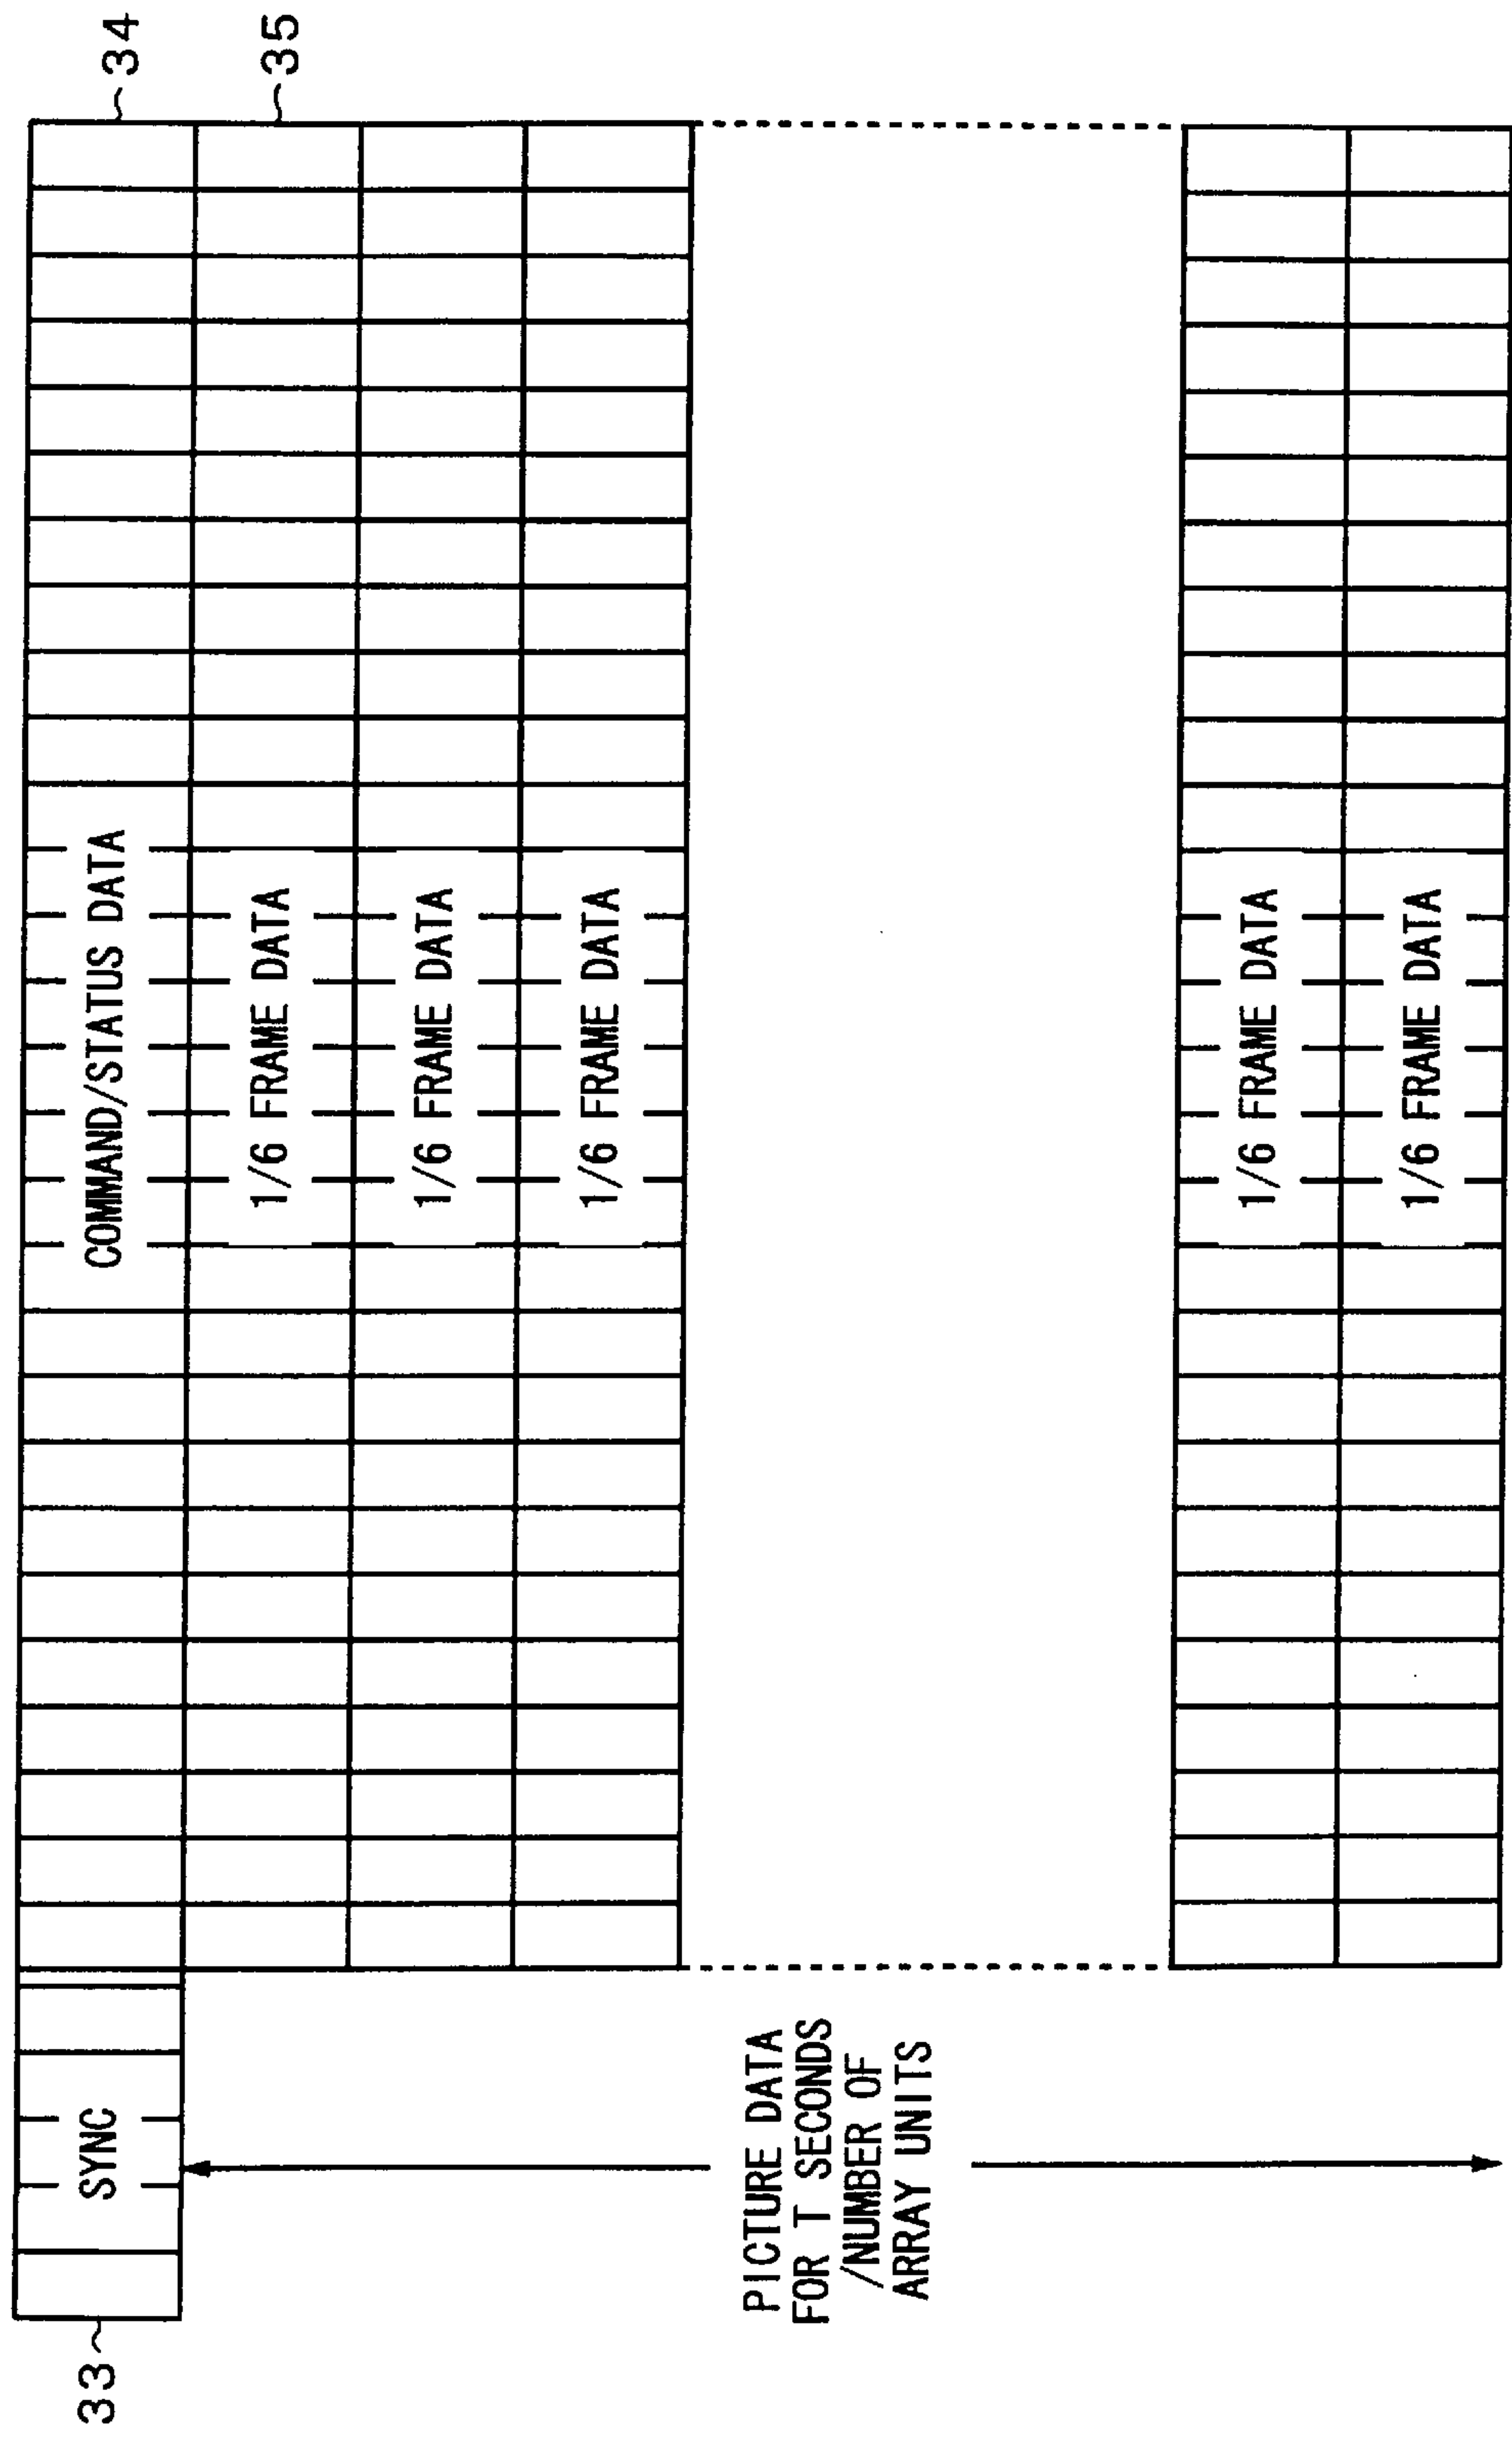 33
SYNC
COMMAND/STATUS DATA
34
1/6 FRAME DATA
35
1/6 FRAME DATA
1/6 FRAME DATA
PICTURE DATA
FOR T SECONDS
/NUMBER OF
ARRAY UNITS
1/6 FRAME DATA
1/6 FRAME DATA